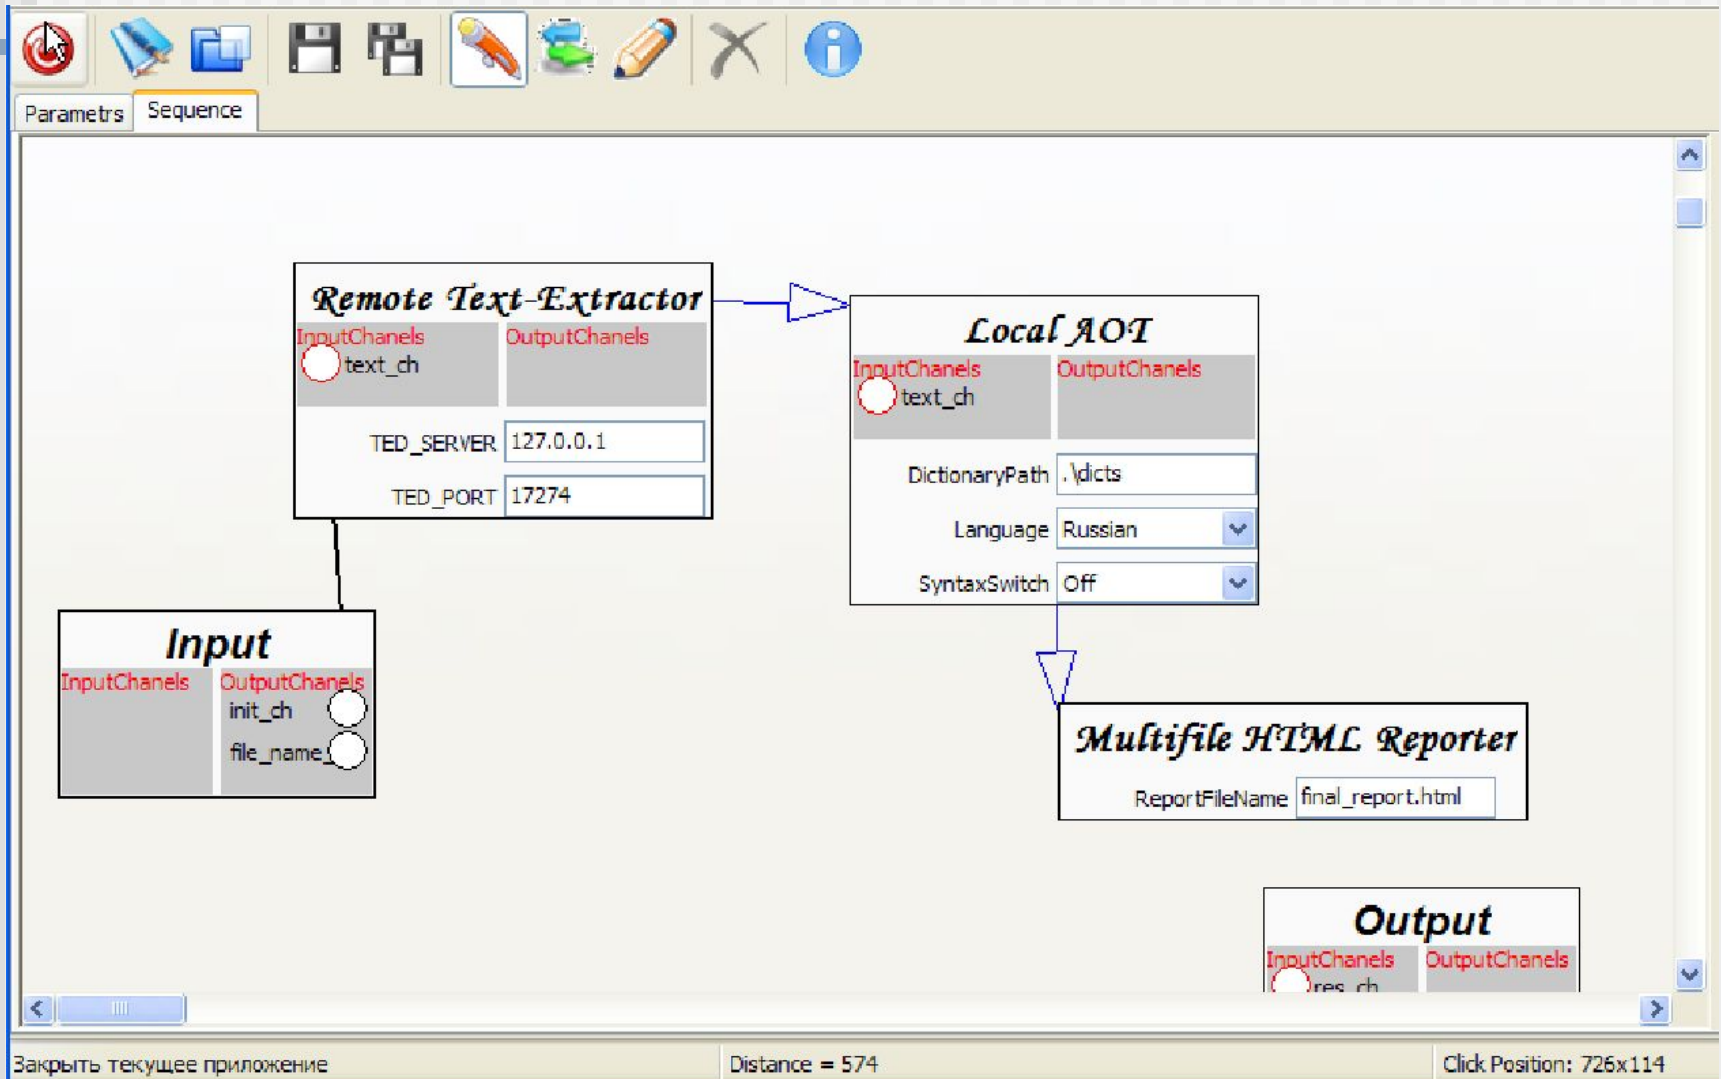 Parametrs Sequence
Remote Text-Extractor
InputChanels OutputChanels
text_ch
TED_SERVER 127.0.0.1
TED_PORT 17274
Local AOT
InputChanels OutputChanels
text_ch
DictionaryPath .\dicts
Language Russian
SyntaxSwitch Off
Input
InputChanels OutputChanels
init_ch
file_name_
Multifile HTML Reporter
ReportFileName final_report.html
Output
InputChanels OutputChanels
res_ch
Закрыть текущее приложение Distance = 574 Click Position: 726x114